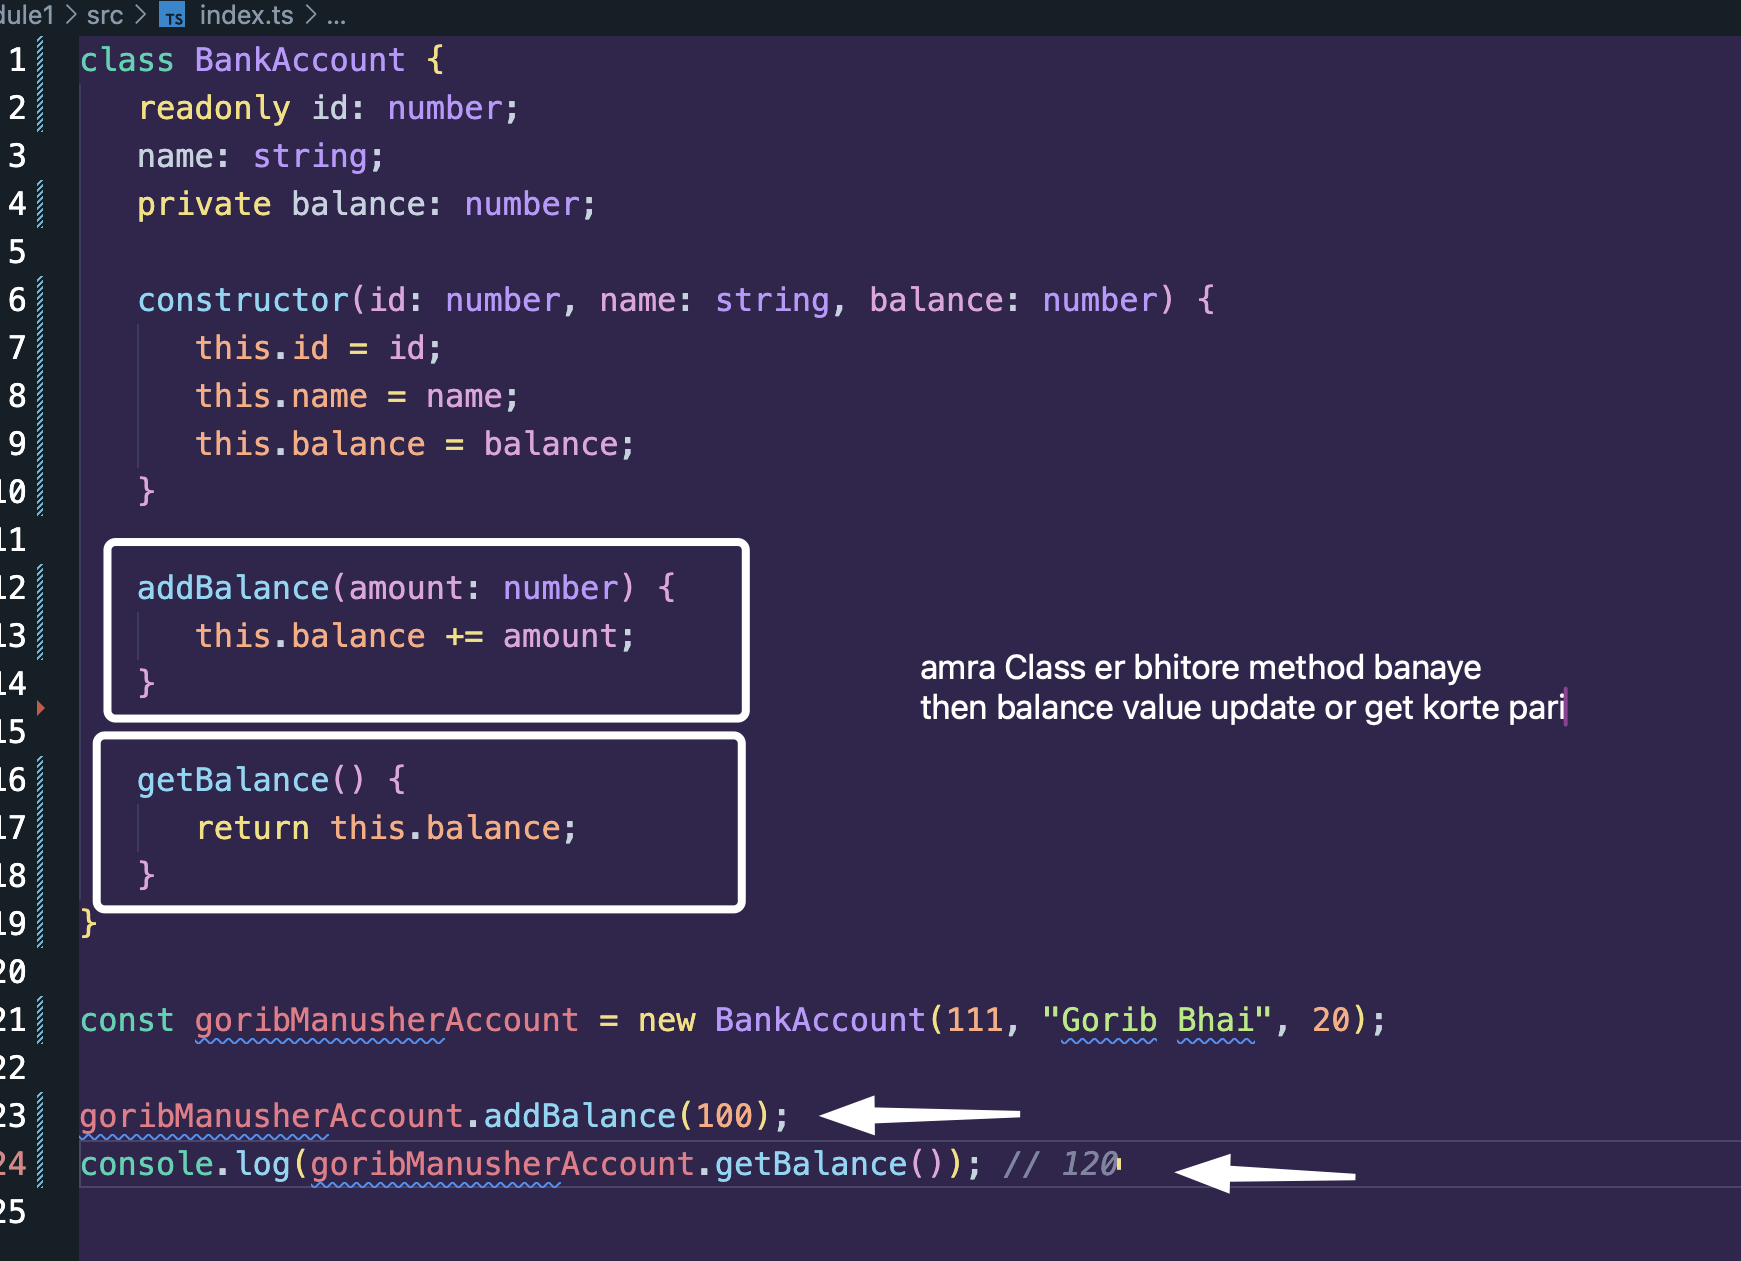 dule1 > src > TS index.ts > ...
1 class BankAccount {
2 readonly id: number;
3 name: string;
4 private balance: number;
5
6 constructor(id: number, name: string, balance: number) {
7 this.id = id;
8 this.name = name;
9 this.balance = balance;
10 }
11
12 addBalance(amount: number) {
13 this.balance += amount;
14 }
15
16 getBalance() {
17 return this.balance;
18 }
19 }
20
21 const goribManusherAccount = new BankAccount(111, "Gorib Bhai", 20);
22
23 goribManusherAccount.addBalance(100);
24 console.log(goribManusherAccount.getBalance()); // 120
25
amra Class er bhitore method banaye
then balance value update or get korte pari